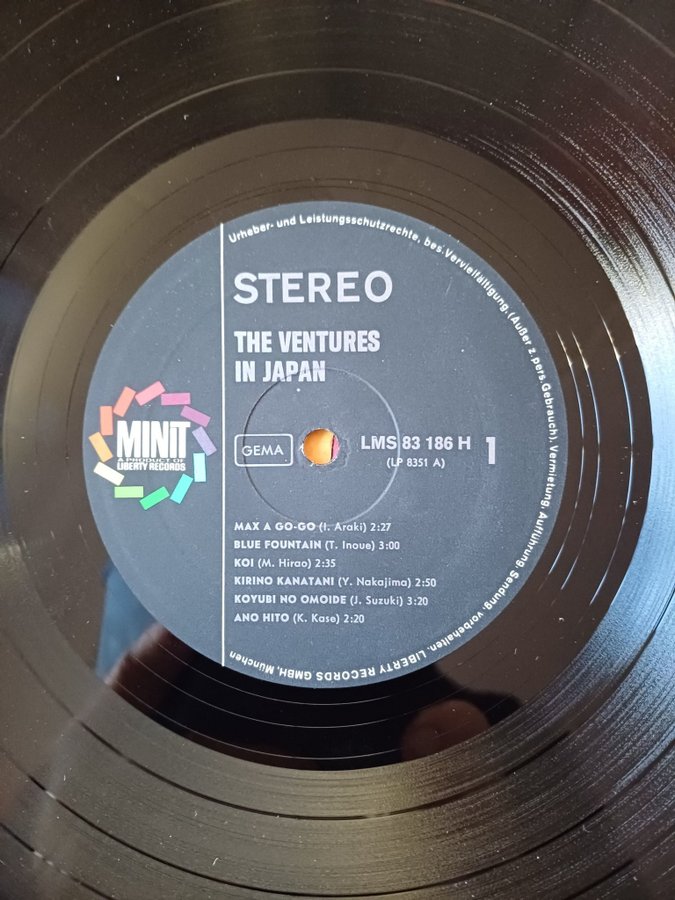 STEREO
THE VENTURES
IN JAPAN
MINIT
A PRODUCT OF
LIBERTY RECORDS
GEMA
LMS 83 186 H 1
(LP 8351 A)
MAX A GO-GO (I. Araki) 2:27
BLUE FOUNTAIN (T. Inoue) 3:00
KOI (M. Hirao) 2:35
KIRINO KANATANI (Y. Nakajima) 2:50
KOYUBI NO OMOIDE (J. Suzuki) 3:20
ANO HITO (K. Kase) 2:20
Urheber- und Leistungsschutzrechte, bes. Vervielfältigung, (Außer z. pers. Gebrauch). Vermietung, Aufführung, Sendung, vorbehalten. LIBERTY RECORDS GMBH, München